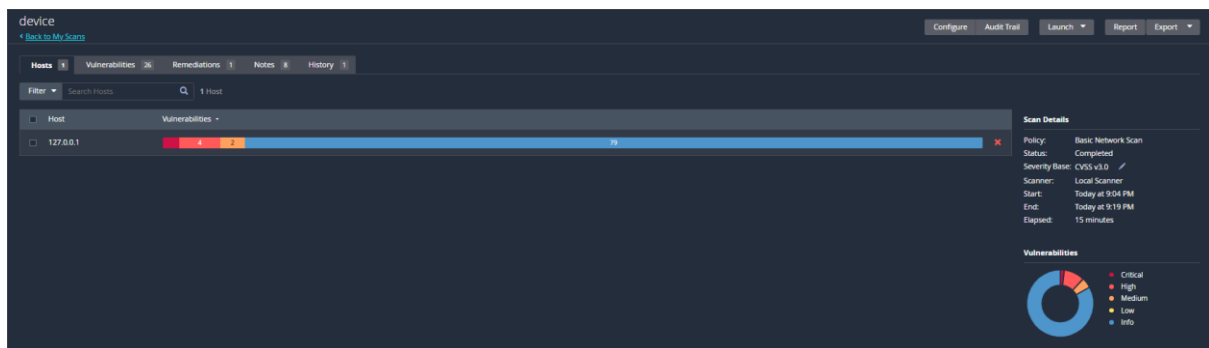 device
Back to My Scans
Configure Audit Trail Launch Report Export
Hosts 1 Vulnerabilities 26 Remediations 1 Notes 8 History 1
Filter Search Hosts 1 Host
Host Vulnerabilities
127.0.0.1 4 2 79
Scan Details
Policy: Basic Network Scan
Status: Completed
Severity Base: CVSS v3.0
Scanner: Local Scanner
Start: Today at 9:04 PM
End: Today at 9:19 PM
Elapsed: 15 minutes
Vulnerabilities
Critical
High
Medium
Low
Info